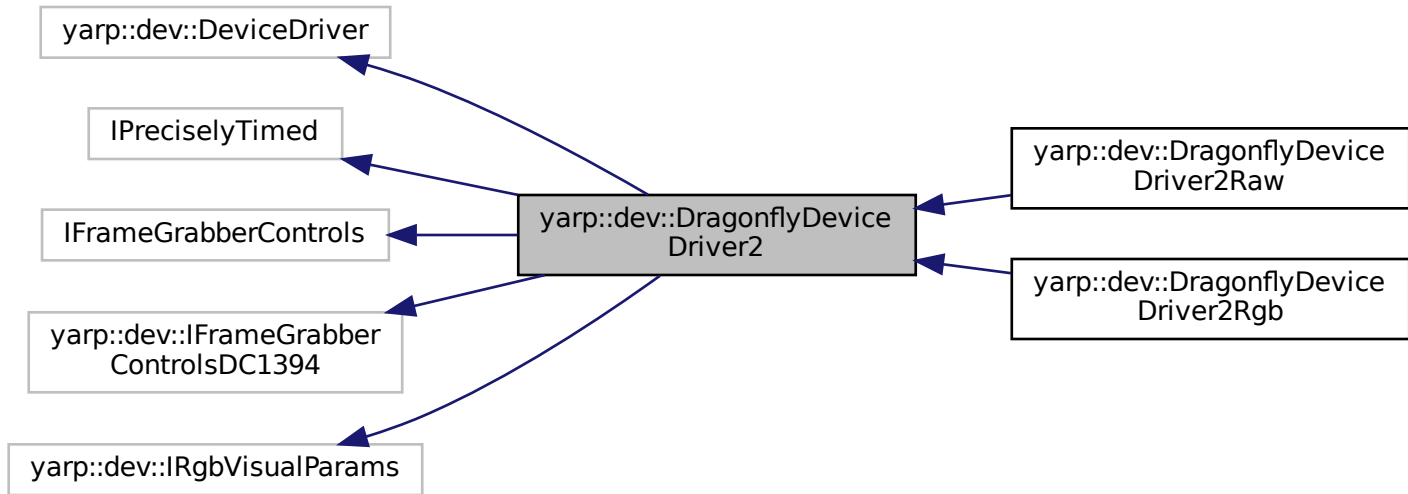 yarp::dev::DeviceDriver
IPreciselyTimed
IFrameGrabberControls
yarp::dev::IFrameGrabber
ControlsDC1394
yarp::dev::IRgbVisualParams
yarp::dev::DragonflyDevice
Driver2
yarp::dev::DragonflyDevice
Driver2Raw
yarp::dev::DragonflyDevice
Driver2Rgb